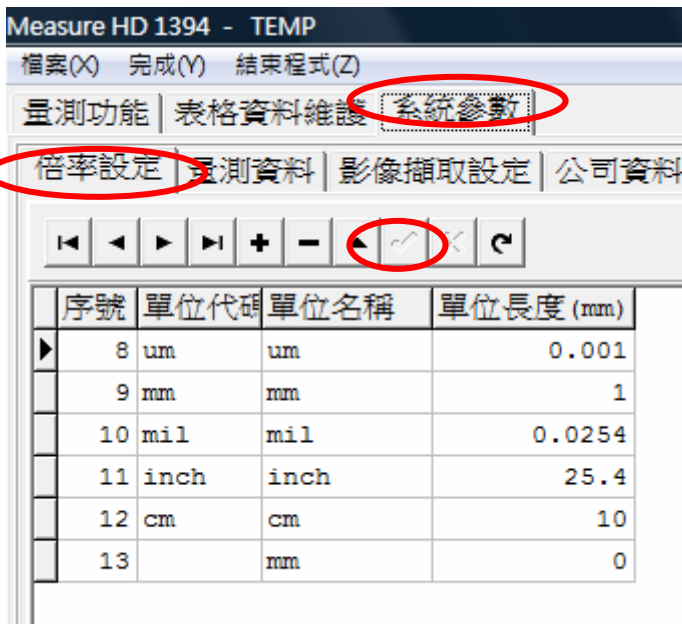 Measure HD 1394 - TEMP
檔案(X) 完成(Y) 結束程式(Z)
量測功能 表格資料維護 系統參數
倍率設定 量測資料 影像擷取設定 公司資料
序號 單位代碼 單位名稱 單位長度(mm)
8 um um 0.001
9 mm mm 1
10 mil mil 0.0254
11 inch inch 25.4
12 cm cm 10
13 mm 0